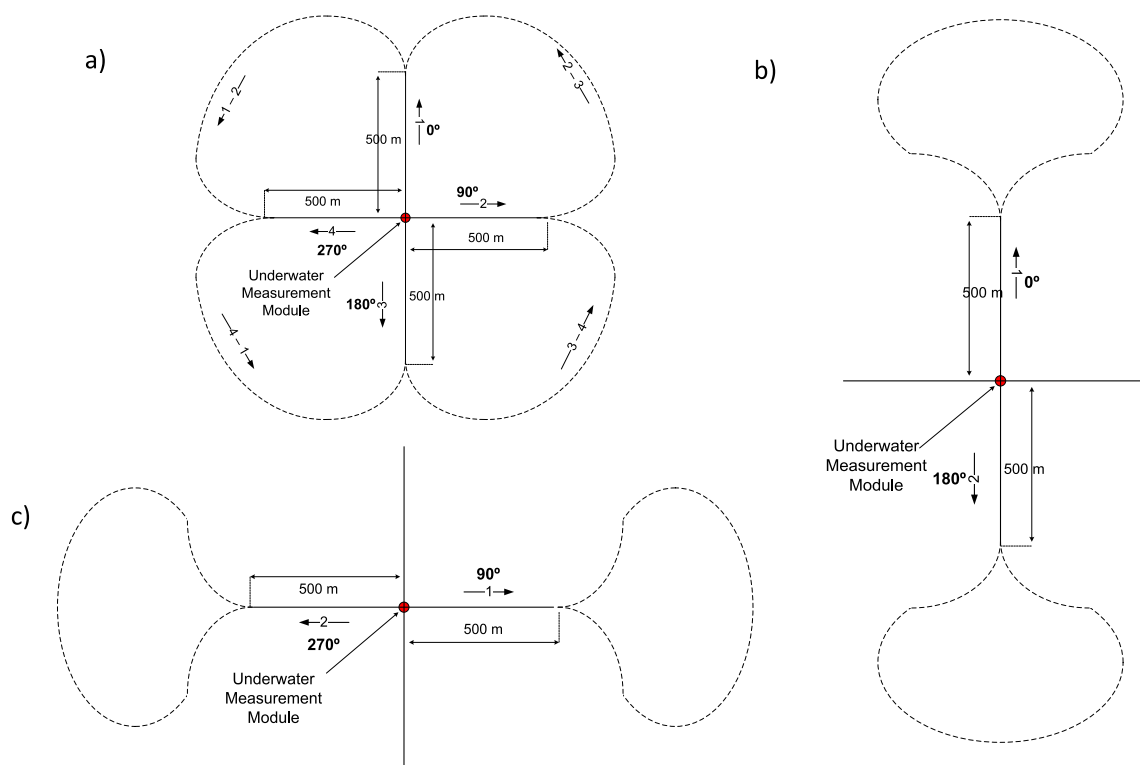 a)
1 – 2
2 – 3
500 m
1
0º
500 m
90º
2
4
270º
500 m
Underwater
Measurement
Module
180º
3
500 m
4 – 1
3 – 4
b)
500 m
1
0º
Underwater
Measurement
Module
180º
2
500 m
c)
500 m
90º
1
2
270º
500 m
Underwater
Measurement
Module